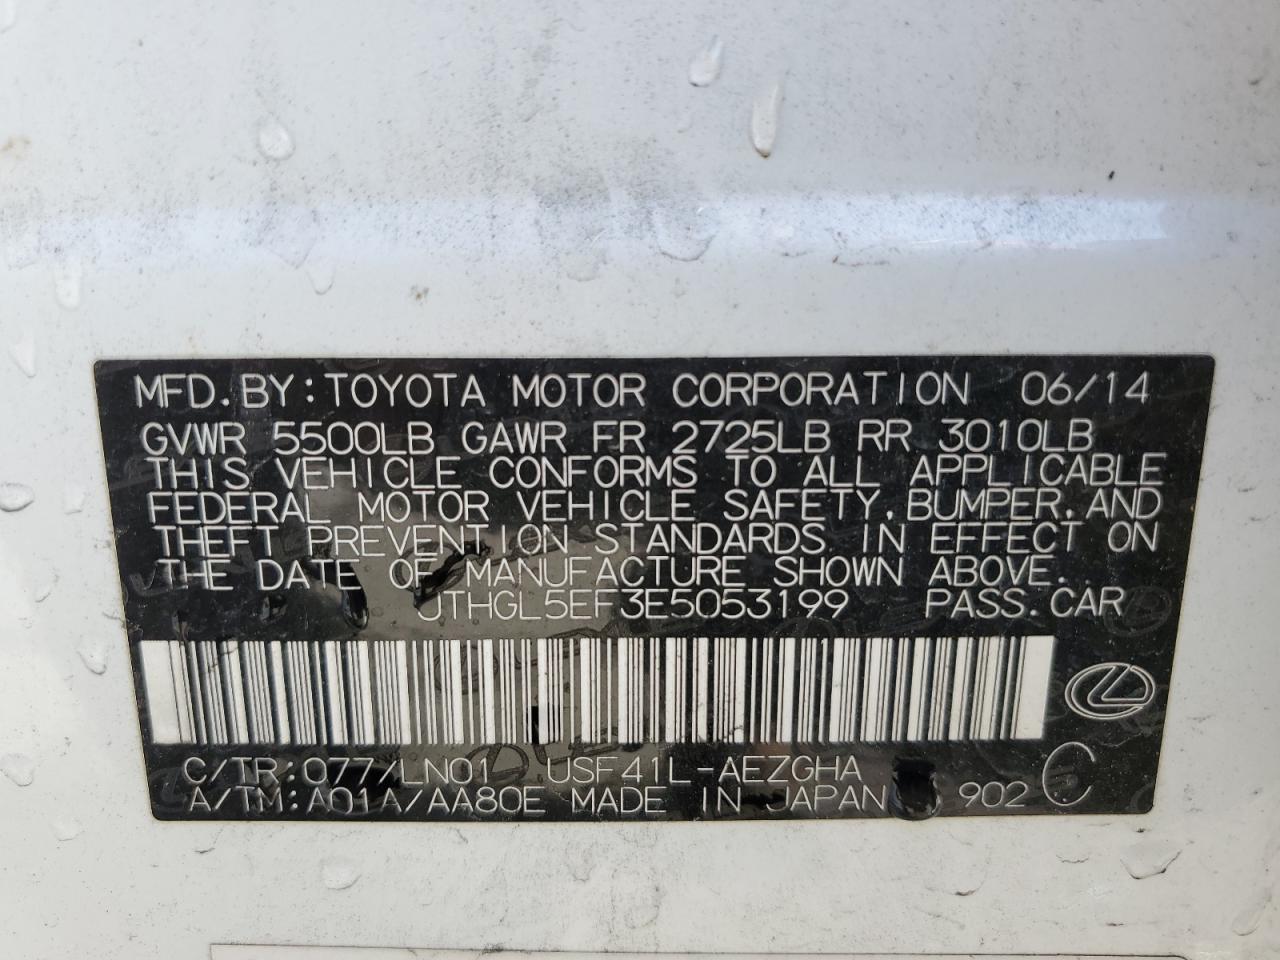 MFD.BY:TOYOTA MOTOR CORPORATION 06/14
GVWR 5500LB GAWR FR 2725LB RR 3010LB
THIS VEHICLE CONFORMS TO ALL APPLICABLE
FEDERAL MOTOR VEHICLE SAFETY,BUMPER,AND
THEFT PREVENTION STANDARDS IN EFFECT ON
THE DATE OF MANUFACTURE SHOWN ABOVE.
JTHGL5EF3E5053199 PASS.CAR
C/TR:077/LN01 USF41L-AEZGHA
A/TM:A01A/AA80E MADE IN JAPAN 902